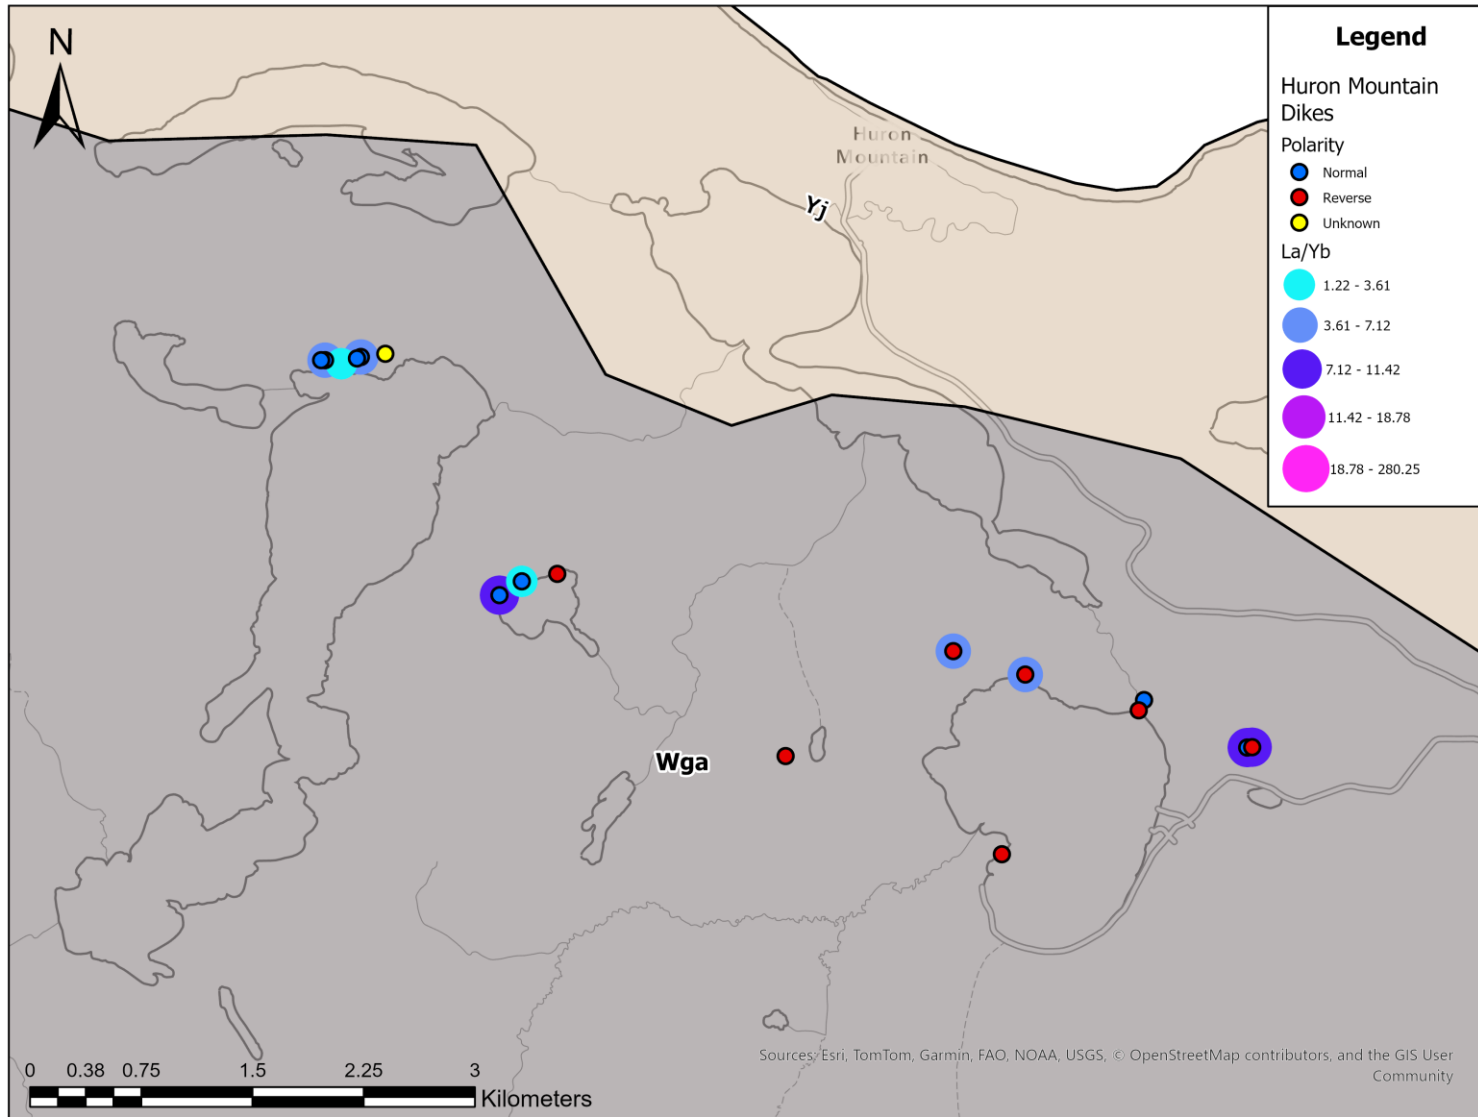 N
Huron
Mountain
Yj
Wga
Legend
Huron Mountain
Dikes
Polarity
Normal
Reverse
Unknown
La/Yb
1.22 - 3.61
3.61 - 7.12
7.12 - 11.42
11.42 - 18.78
18.78 - 280.25
0 0.38 0.75 1.5 2.25 3
Kilometers
Sources: Esri, TomTom, Garmin, FAO, NOAA, USGS, © OpenStreetMap contributors, and the GIS User
Community